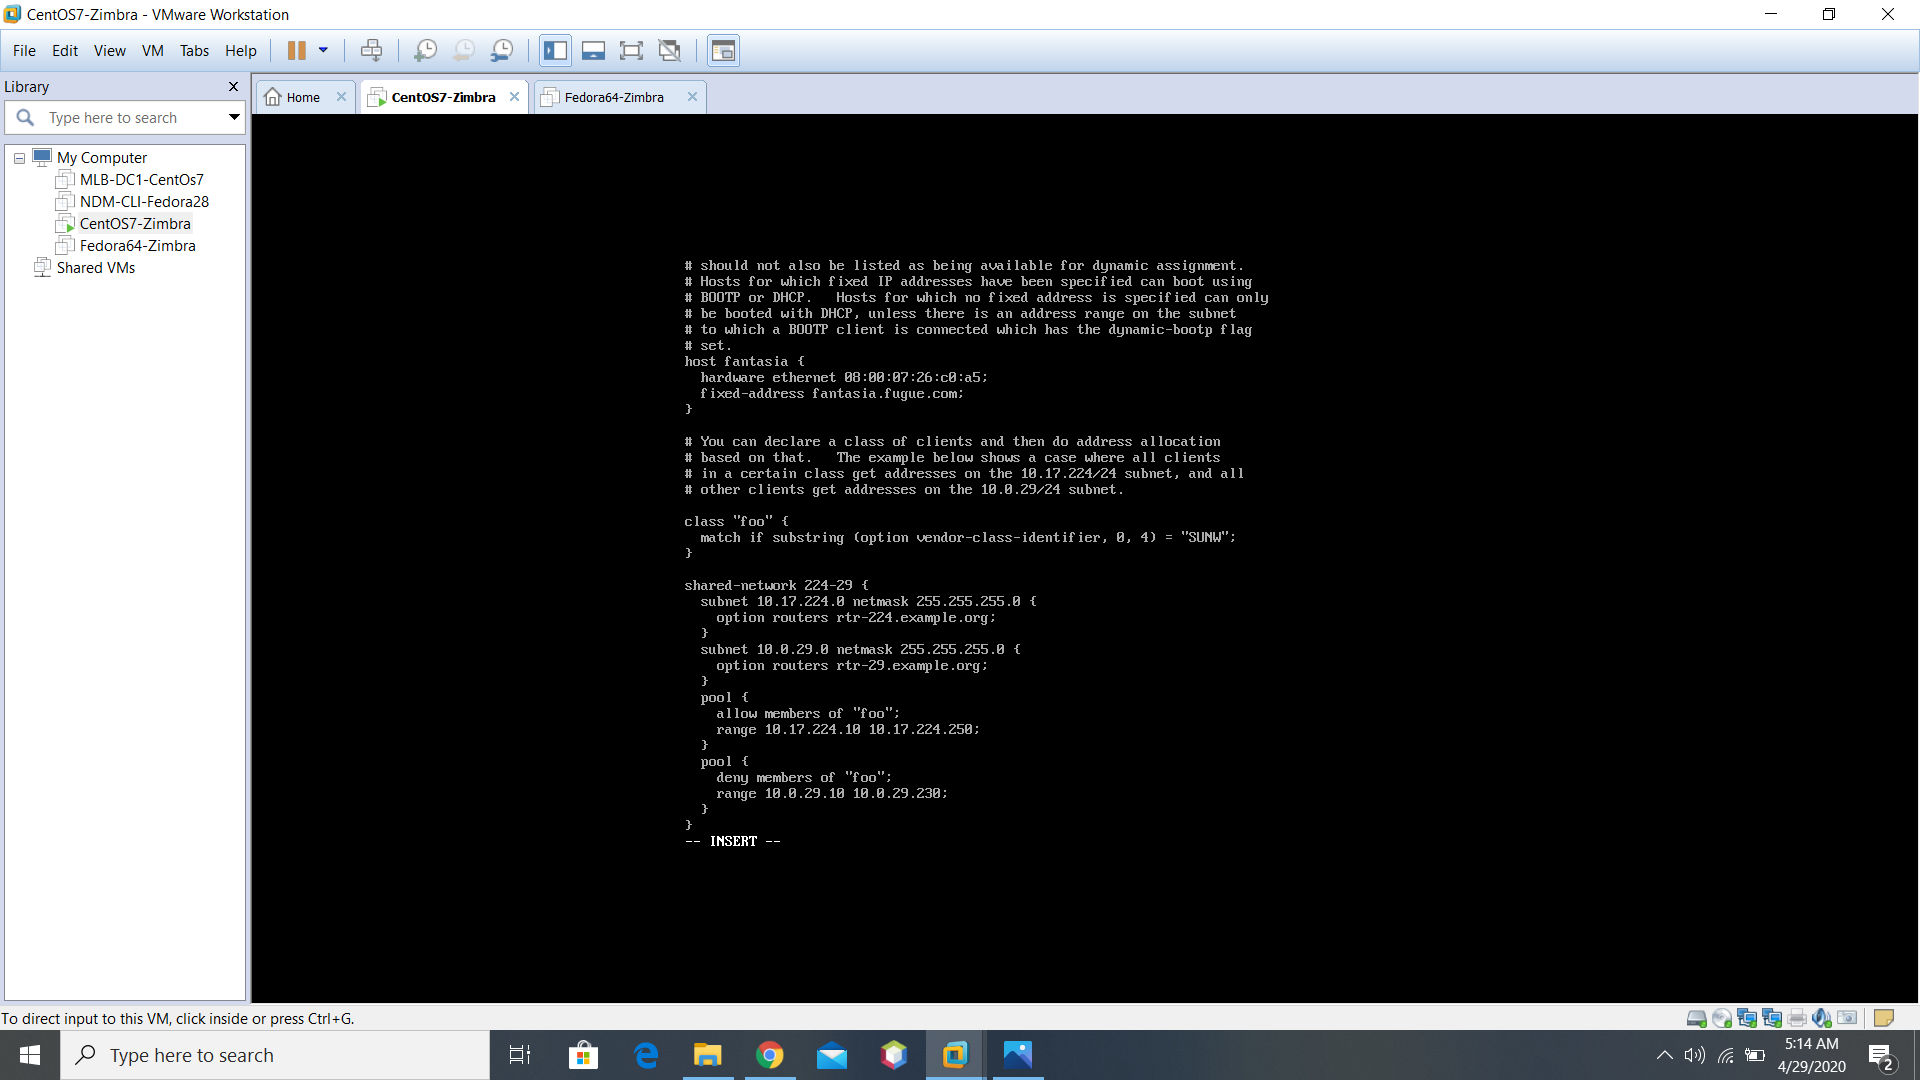 CentOS7-Zimbra - VMware Workstation
File Edit View VM Tabs Help
Library
Type here to search
My Computer
MLB-DC1-CentOs7
NDM-CLI-Fedora28
CentOS7-Zimbra
Fedora64-Zimbra
Shared VMs
Home CentOS7-Zimbra Fedora64-Zimbra
# should not also be listed as being available for dynamic assignment.
# Hosts for which fixed IP addresses have been specified can boot using
# BOOTP or DHCP.   Hosts for which no fixed address is specified can only
# be booted with DHCP, unless there is an address range on the subnet
# to which a BOOTP client is connected which has the dynamic-bootp flag
# set.
host fantasia {
  hardware ethernet 08:00:07:26:c0:a5;
  fixed-address fantasia.fugue.com;
}
# You can declare a class of clients and then do address allocation
# based on that.   The example below shows a case where all clients
# in a certain class get addresses on the 10.17.224/24 subnet, and all
# other clients get addresses on the 10.0.29/24 subnet.
class "foo" {
  match if substring (option vendor-class-identifier, 0, 4) = "SUNW";
}
shared-network 224-29 {
  subnet 10.17.224.0 netmask 255.255.255.0 {
    option routers rtr-224.example.org;
  }
  subnet 10.0.29.0 netmask 255.255.255.0 {
    option routers rtr-29.example.org;
  }
  pool {
    allow members of "foo";
    range 10.17.224.10 10.17.224.250;
  }
  pool {
    deny members of "foo";
    range 10.0.29.10 10.0.29.230;
  }
}
-- INSERT --
To direct input to this VM, click inside or press Ctrl+G.
Type here to search
5:14 AM
4/29/2020
2